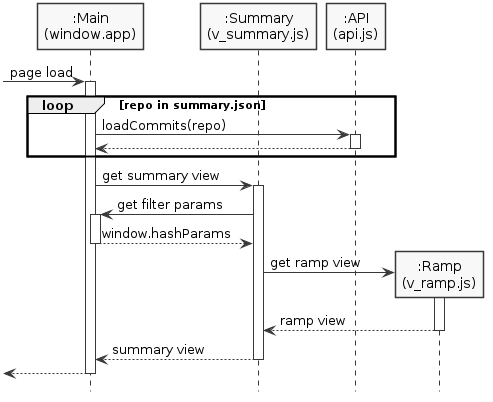 :Main
(window.app)
:Summary
(v_summary.js)
:API
(api.js)
page load
loop
[repo in summary.json]
loadCommits(repo)
get summary view
get filter params
window.hashParams
get ramp view
:Ramp
(v_ramp.js)
ramp view
summary view